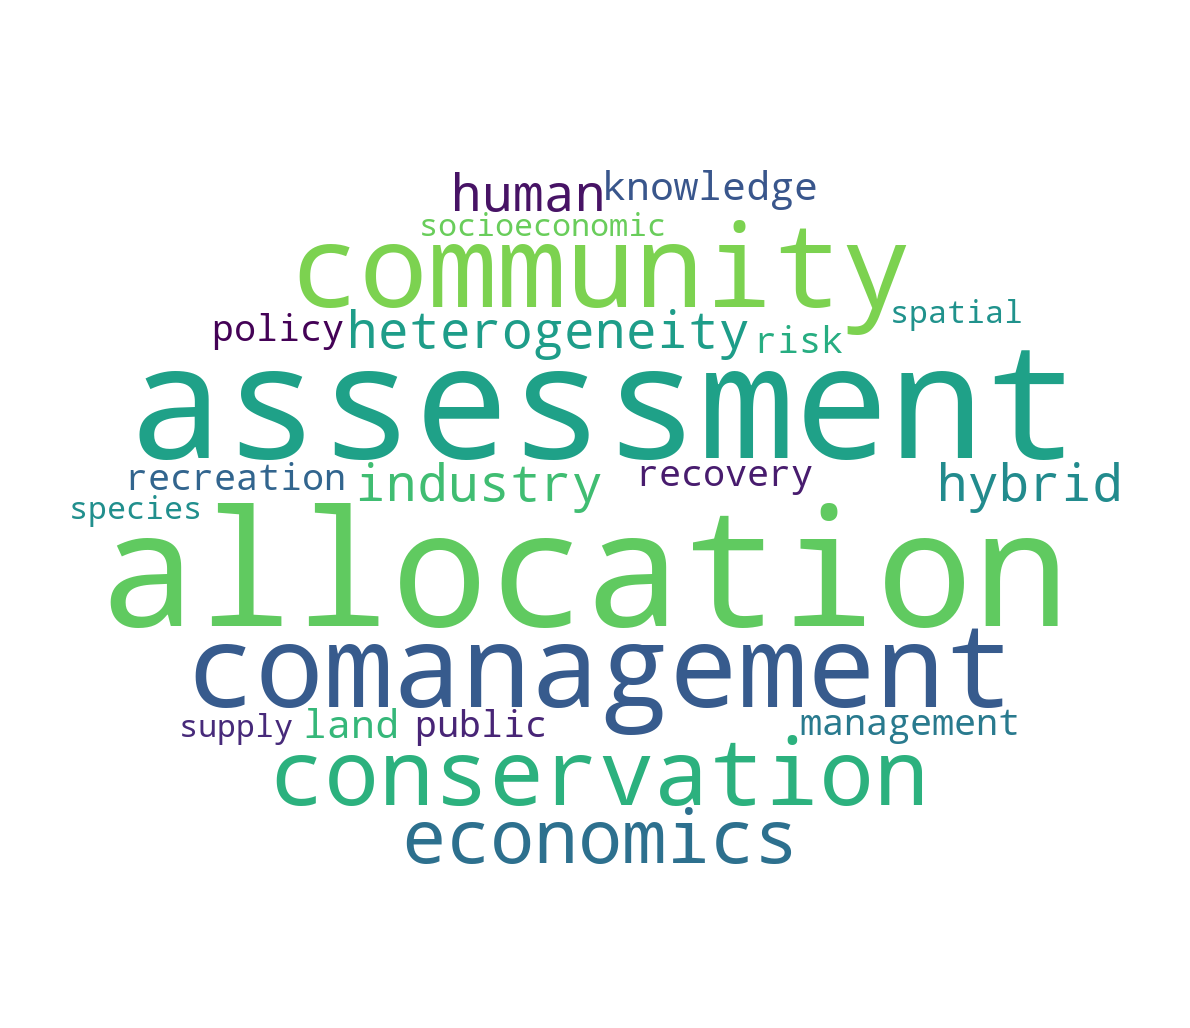 human knowledge
socioeconomic
community
spatial
policy heterogeneity risk
assessment
recreation industry recovery hybrid
species
allocation
comanagement
supply land public management
conservation
economics